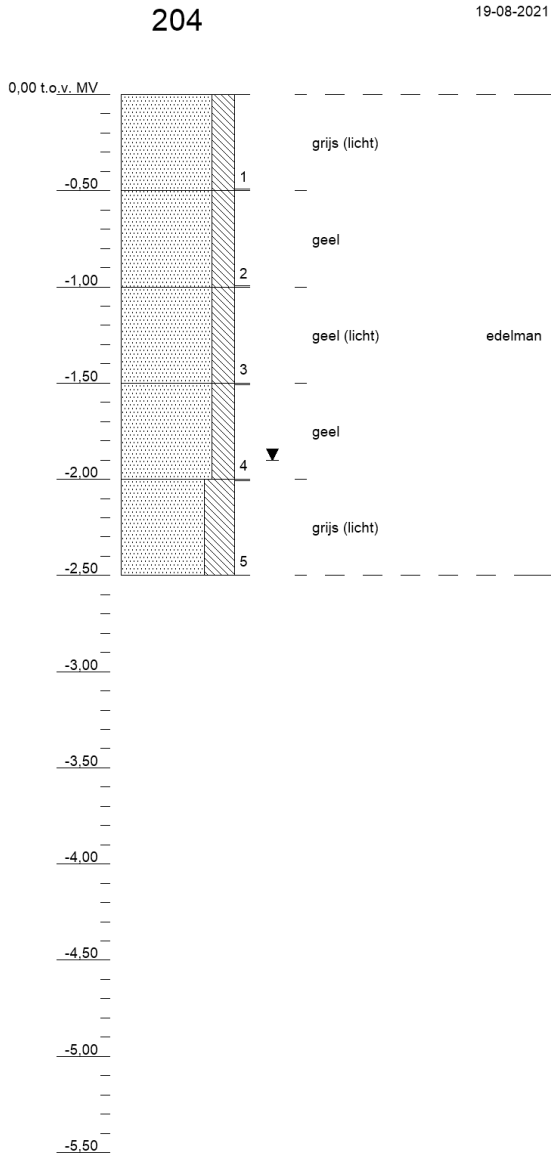 204
19-08-2021
0,00 t.o.v. MV
grijs (licht)
1
-0,50
geel
2
-1,00
geel (licht)
edelman
3
-1,50
geel
4
-2,00
grijs (licht)
5
-2,50
-3,00
-3,50
-4,00
-4,50
-5,00
-5,50